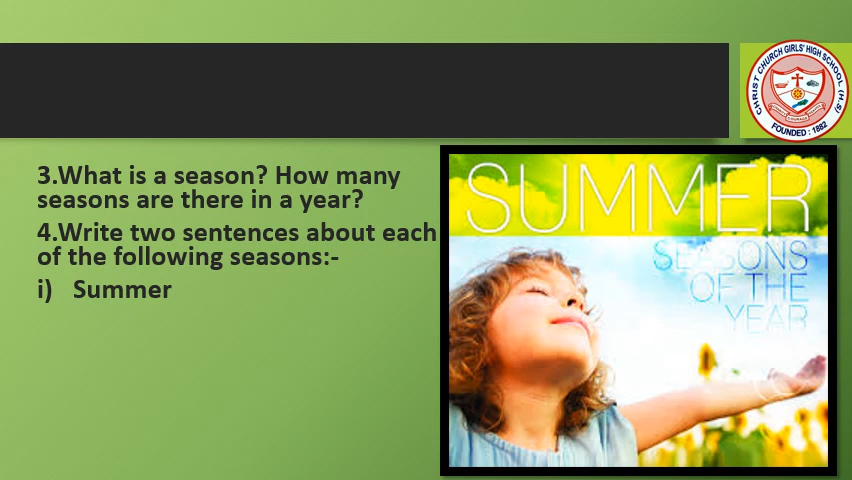 CHRIST CHURCH GIRLS' HIGH SCHOOL (H.S)
FOUNDED : 1882
3.What is a season? How many
seasons are there in a year?
4.Write two sentences about each
of the following seasons:-
i) Summer
SUMMER
SEASONS
OF THE
YEAR